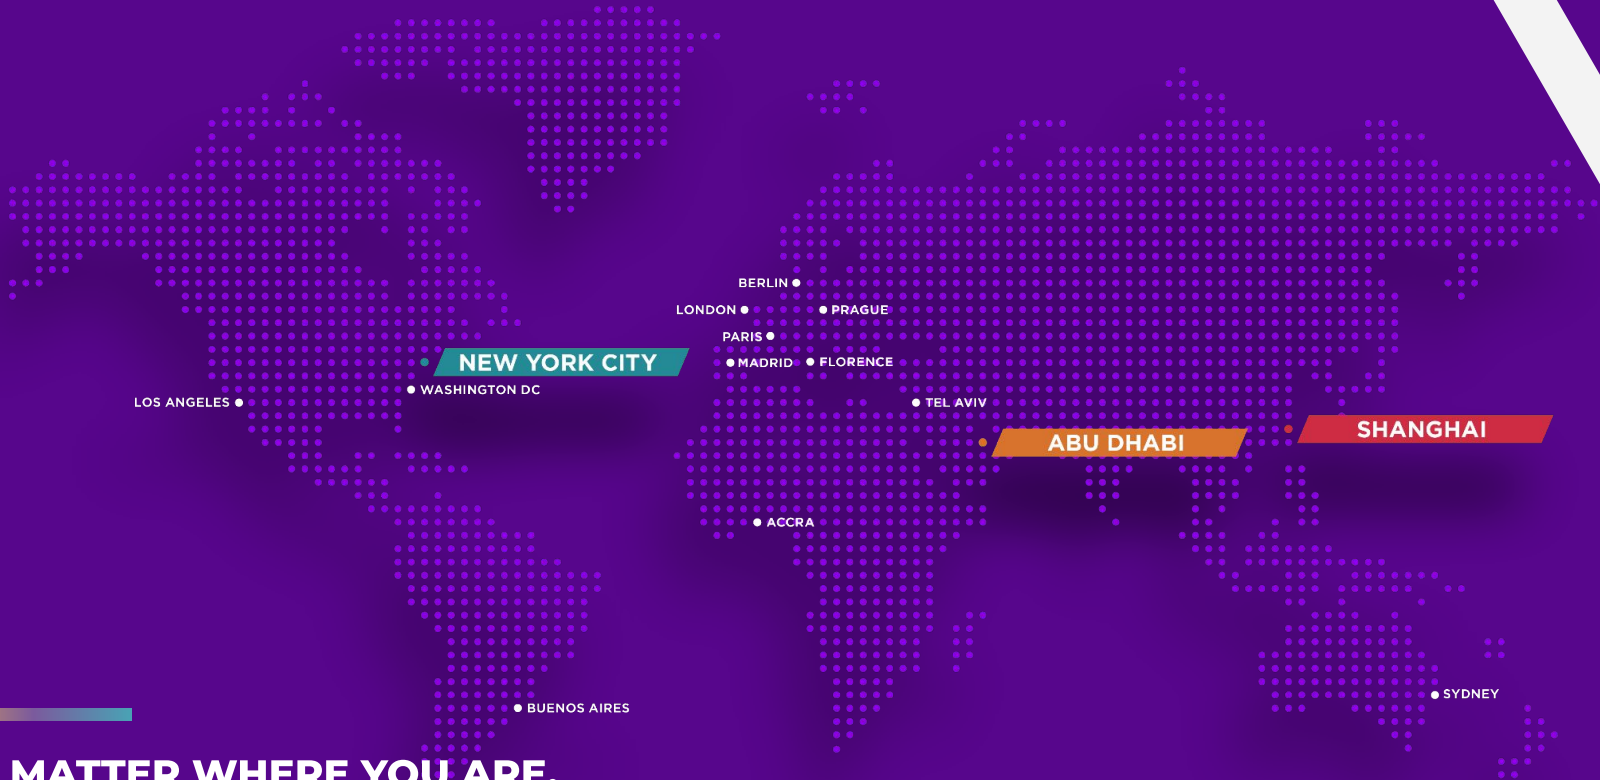 BERLIN
LONDON
PRAGUE
PARIS
NEW YORK CITY
MADRID
FLORENCE
WASHINGTON DC
LOS ANGELES
TEL AVIV
SHANGHAI
ABU DHABI
ACCRA
SYDNEY
BUENOS AIRES
MATTER WHERE YOU ARE.